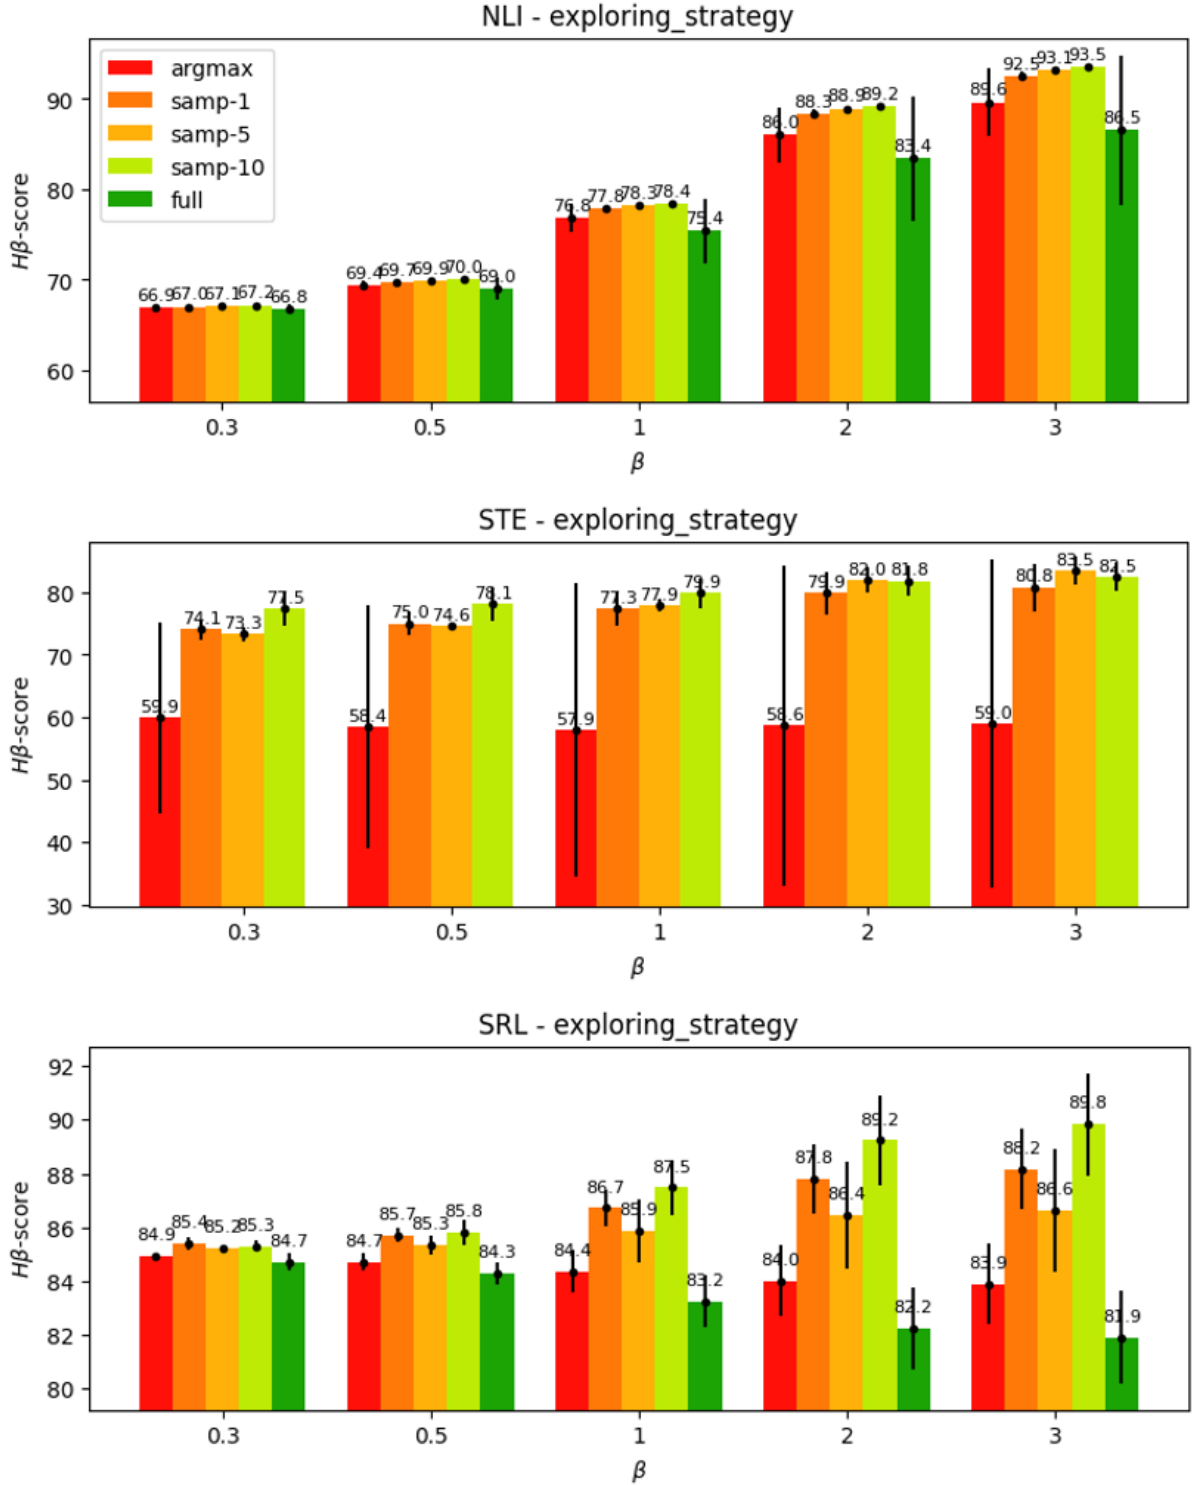 NLI - exploring_strategy
argmax
samp-1
samp-5
samp-10
full
Hβ-score
90
80
70
60
66.9 67.0 67.1 67.2 66.8
69.4 69.7 69.9 70.0 69.0
76.8 77.8 78.3 78.4 75.4
86.0 88.3 88.9 89.2 83.4
89.6 92.5 93.1 93.5 86.5
0.3 0.5 1 2 3
β
STE - exploring_strategy
Hβ-score
80
70
60
50
40
30
59.9 74.1 73.3 77.5
58.4 75.0 74.6 78.1
57.9 77.3 77.9 79.9
58.6 79.9 82.0 81.8
59.0 80.8 83.5 82.5
0.3 0.5 1 2 3
β
SRL - exploring_strategy
Hβ-score
92
90
88
86
84
82
80
84.9 85.4 85.2 85.3 84.7
84.7 85.7 85.3 85.8 84.3
84.4 86.7 85.9 87.5 83.2
84.0 87.8 86.4 89.2 82.2
83.9 88.2 86.6 89.8 81.9
0.3 0.5 1 2 3
β